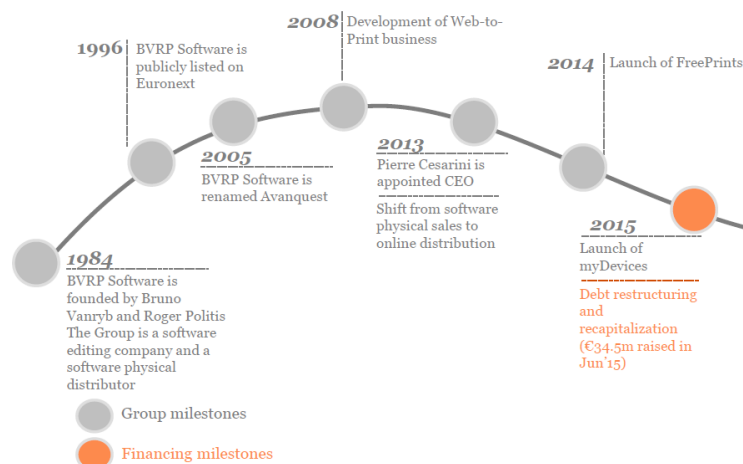 1996
BVRP Software is
publicly listed on
Euronext
2008
Development of Web-to-
Print business
2014
Launch of FreePrints
2005
BVRP Software is
renamed Avanquest
2013
Pierre Cesarini is
appointed CEO
Shift from software
physical sales to
online distribution
2015
Launch of
myDevices
Debt restructuring
and
recapitalization
(€34.5m raised in
Jun'15)
1984
BVRP Software is
founded by Bruno
Vanryb and Roger Politis
The Group is a software
editing company and a
software physical
distributor
Group milestones
Financing milestones